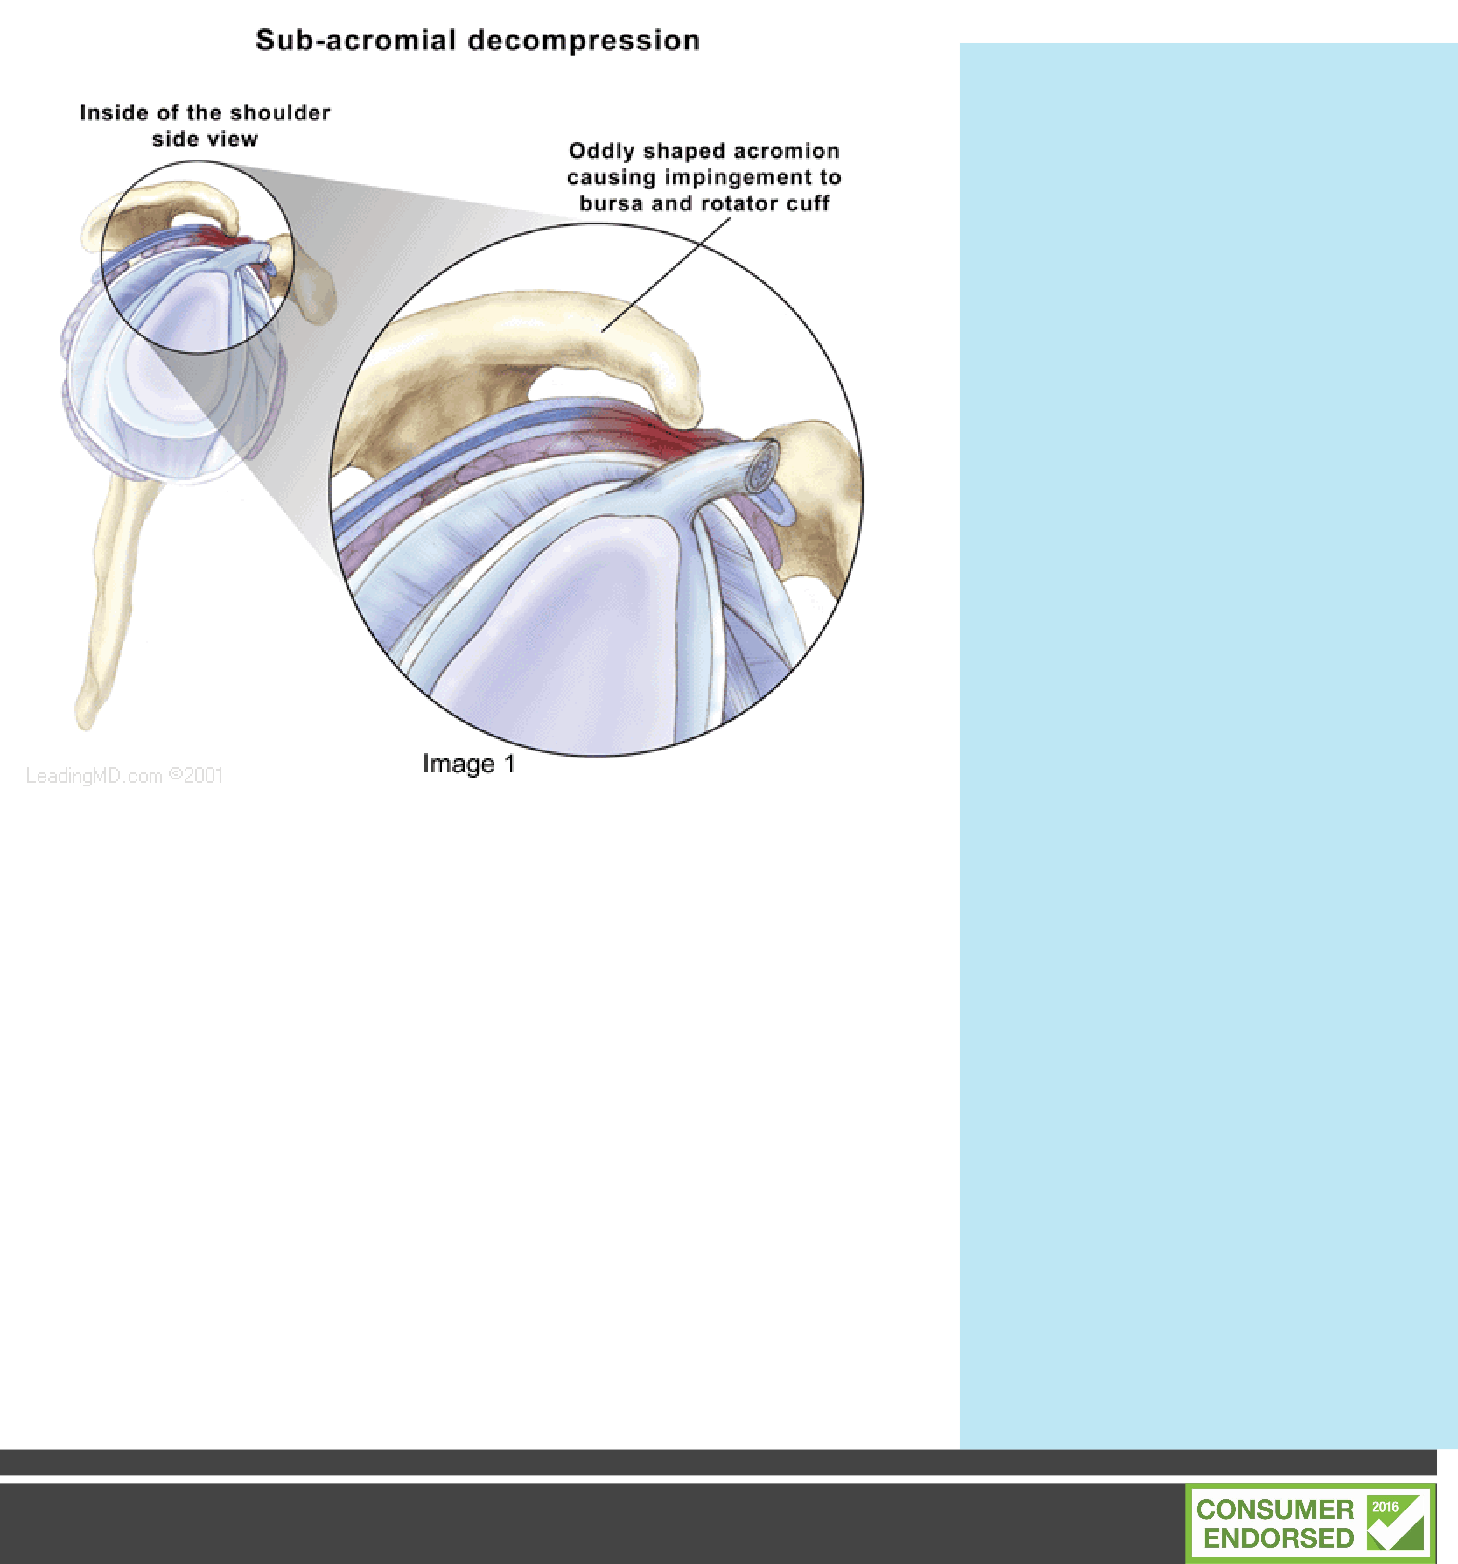 Sub-acromial decompression
Inside of the shoulder
side view
Oddly shaped acromion
causing impingement to
bursa and rotator cuff
Image 1
LeadingMD.com ©2001
CONSUMER
ENDORSED
2016